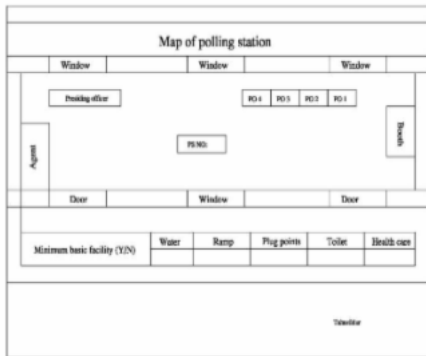 Map of polling station
Window Window Window
Presiding officer PO 4 PO 3 PO 2 PO 1
Booth
PS NO:
Agent
Door Window Door
Minimum basic facility (Y/N) Water Ramp Plug points Toilet Health care